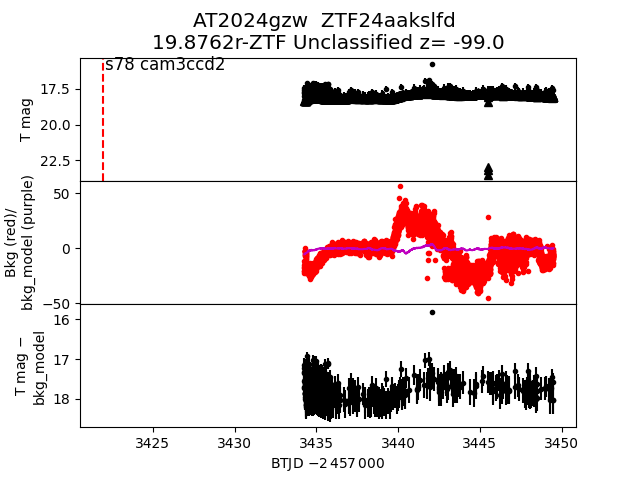 AT2024gzw  ZTF24aakslfd
19.8762r-ZTF Unclassified z= -99.0
s78 cam3ccd2
17.5
20.0
22.5
T mag
50
0
−50
Bkg (red)/
bkg_model (purple)
16
17
18
T mag −
bkg_model
3425 3430 3435 3440 3445 3450
BTJD −2 457 000